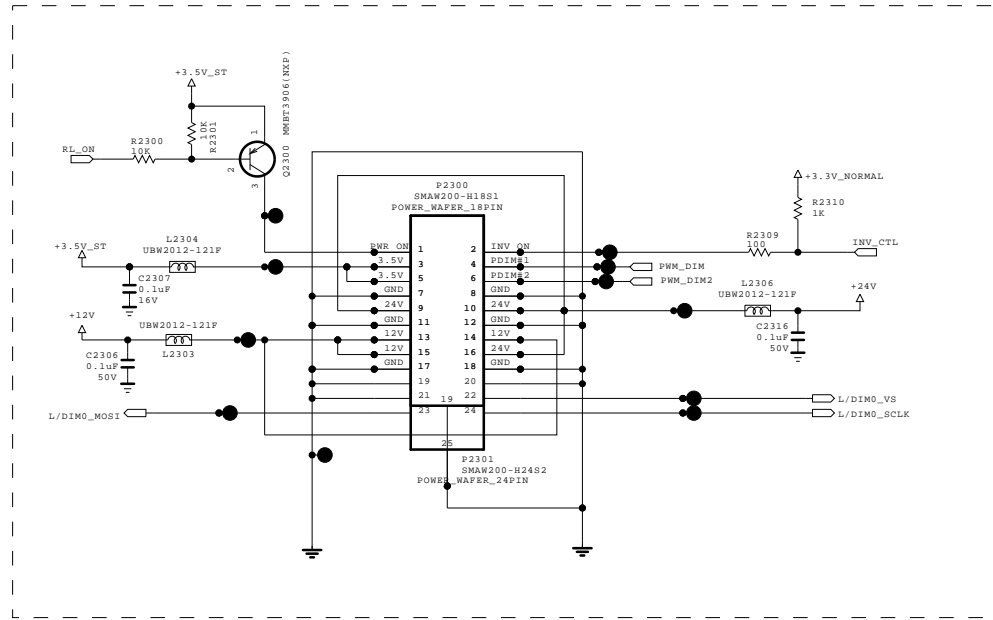 +3.5V_ST
Q2300 MMBT3906(NXP)
10K
R2301
RL_ON
R2300
10K
1
2
3
P2300
SMAW200-H18S1
POWER_WAFER_18PIN
+3.3V_NORMAL
R2310
1K
R2309
100
INV_CTL
+3.5V_ST
L2304
UBW2012-121F
C2307
0.1uF
16V
PWR ON 1 2 INV_ON
3.5V 3 4 PDIM#1
3.5V 5 6 PDIM#2
GND 7 8 GND
24V 9 10 24V
GND 11 12 GND
12V 13 14 12V
12V 15 16 24V
GND 17 18 GND
19 20
21 19 22
23 24
25
PWM_DIM
PWM_DIM2
L2306
UBW2012-121F
+24V
C2316
0.1uF
50V
+12V
UBW2012-121F
L2303
C2306
0.1uF
50V
L/DIM0_MOSI
L/DIM0_VS
L/DIM0_SCLK
P2301
SMAW200-H24S2
POWER_WAFER_24PIN